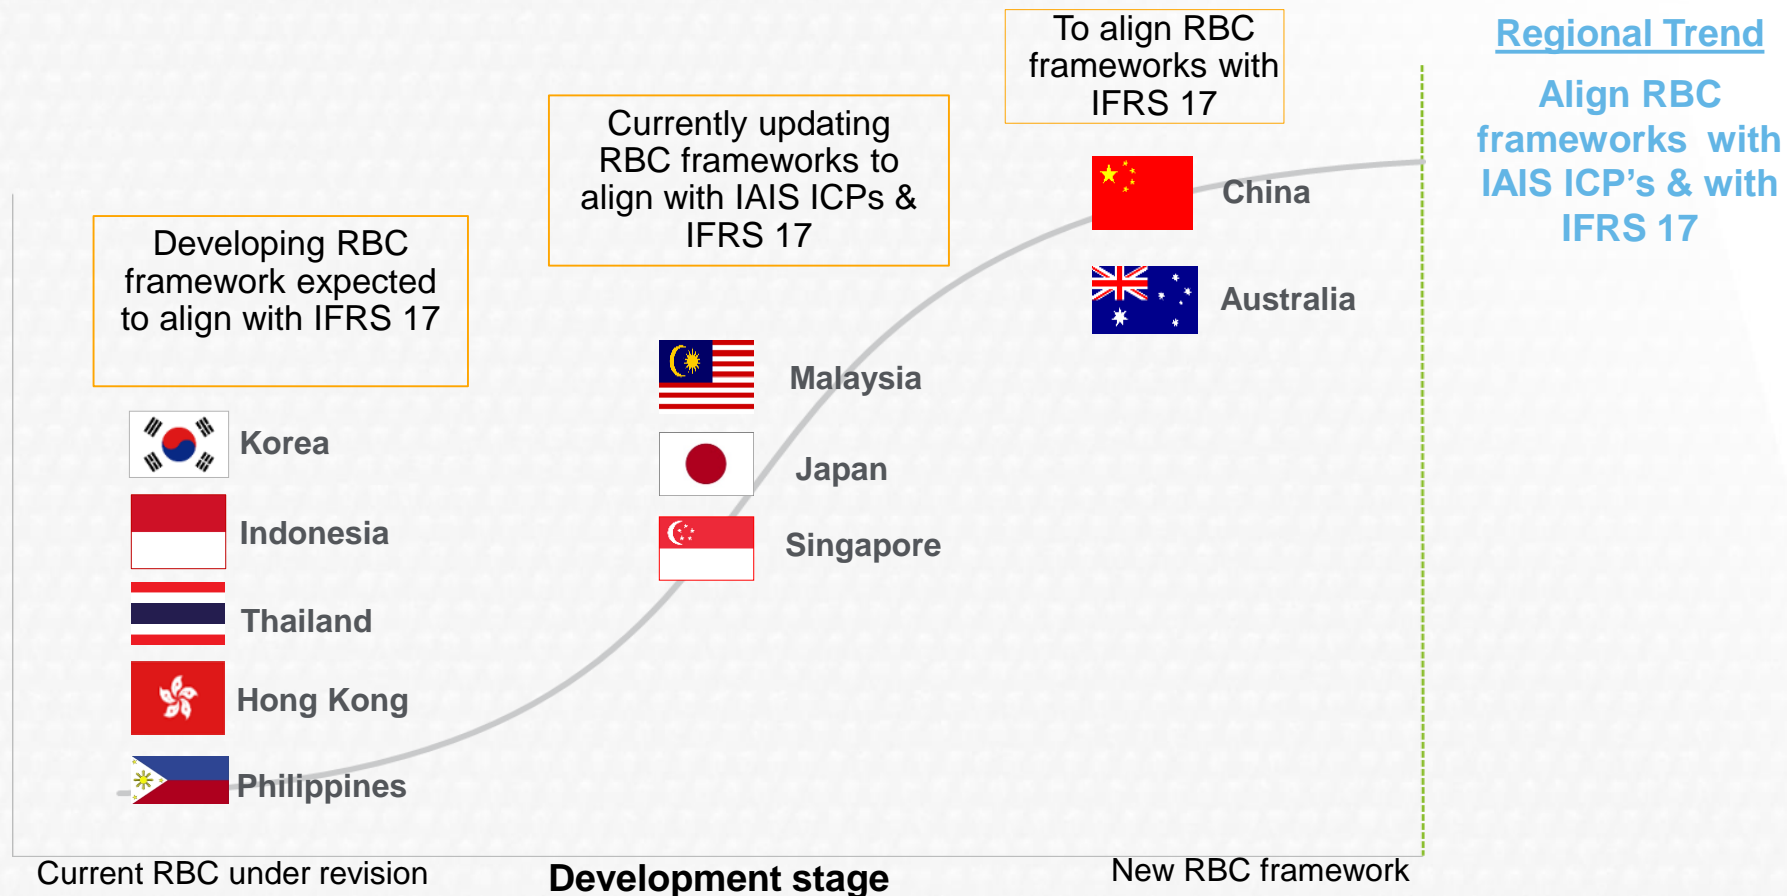 To align RBC
frameworks with
IFRS 17
Regional Trend
Align RBC
frameworks with
IAIS ICP's & with
IFRS 17
Currently updating
RBC frameworks to
align with IAIS ICPs &
IFRS 17
Developing RBC
framework expected
to align with IFRS 17
China
Australia
Malaysia
Japan
Singapore
Korea
Indonesia
Thailand
Hong Kong
Philippines
Current RBC under revision
Development stage
New RBC framework